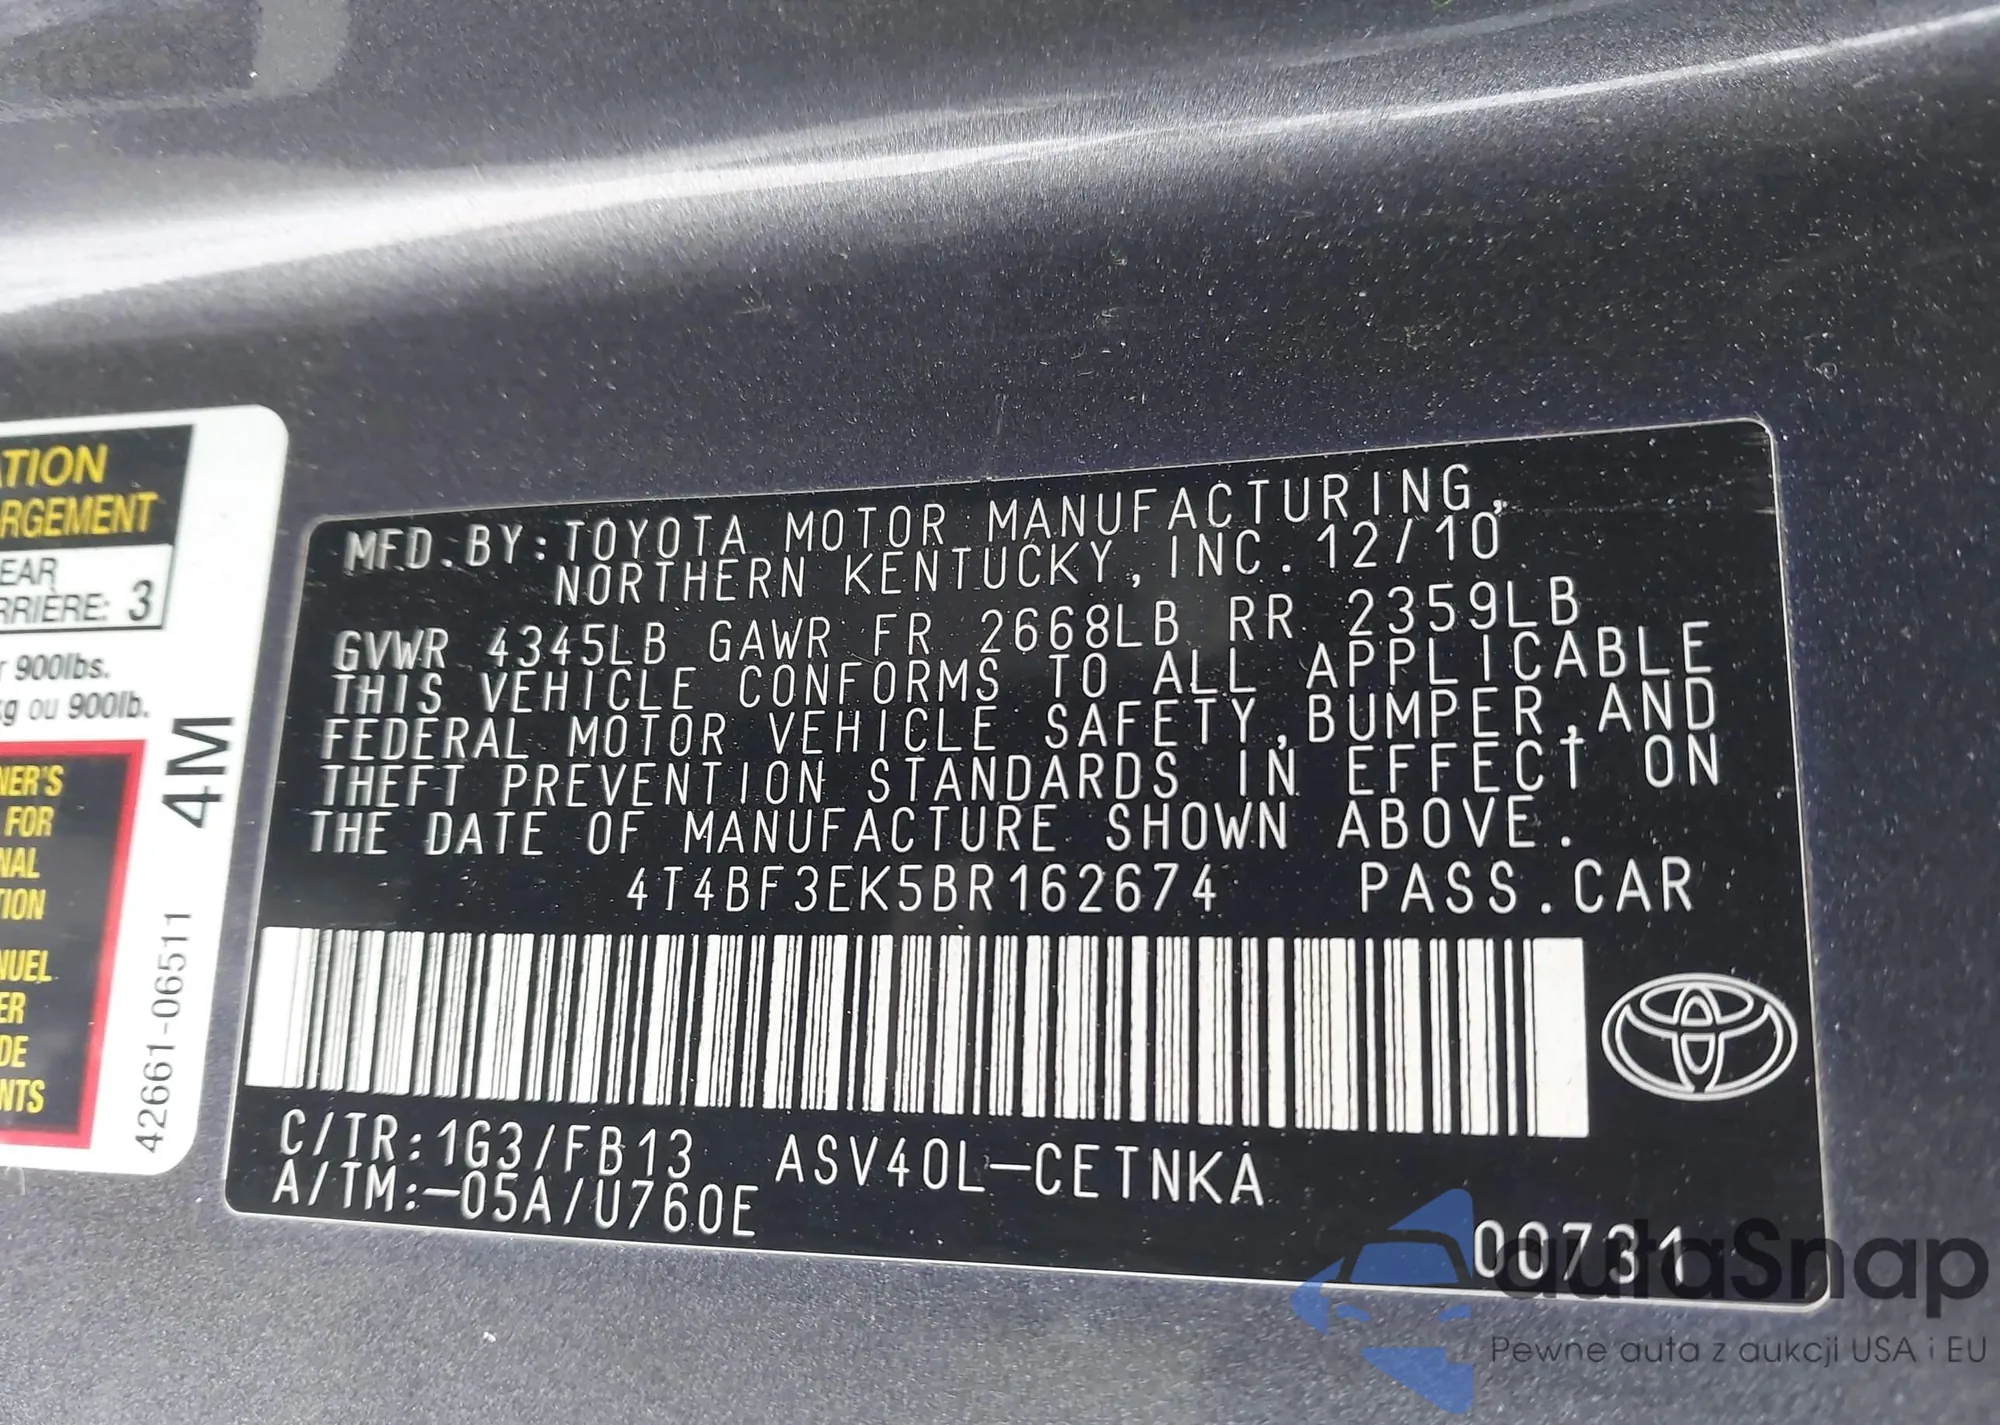 ATION
RGEMENT
EAR
RRIÈRE: 3
r 900lbs.
kg ou 900lb.
NER'S
FOR
NAL
TION
NUEL
ER
DE
NTS
4M
42661-06511
MFD.BY:TOYOTA MOTOR MANUFACTURING,
NORTHERN KENTUCKY, INC. 12/10
GVWR 4345LB GAWR FR 2668LB RR 2359LB
THIS VEHICLE CONFORMS TO ALL APPLICABLE
FEDERAL MOTOR VEHICLE SAFETY,BUMPER,AND
THEFT PREVENTION STANDARDS IN EFFECT ON
THE DATE OF MANUFACTURE SHOWN ABOVE.
4T4BF3EK5BR162674 PASS.CAR
C/TR:1G3/FB13 ASV40L-CETNKA
A/TM:-05A/U760E
00731
autaSnap
Pewne auta z aukcji USA i EU